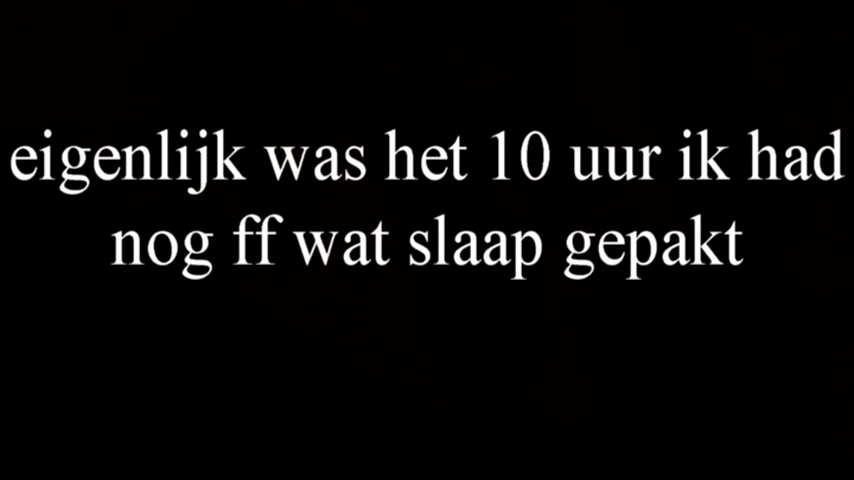 eigenlijk was het 10 uur ik had
nog ff wat slaap gepakt